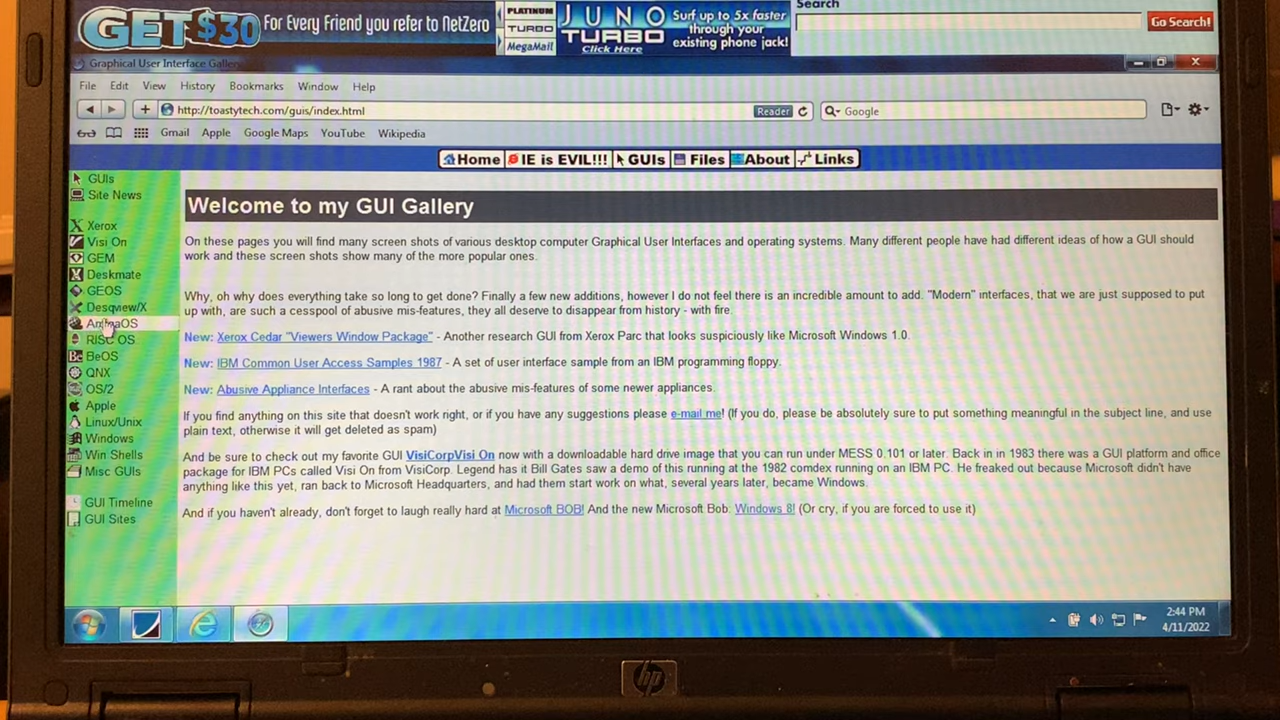 GET $30 For Every Friend you refer to NetZero
PLATINUM
TURBO
MegaMail
JUNO
TURBO
Click Here
Surf up to 5x faster
through your
existing phone jack!
Search
Go Search!
Graphical User Interface Gallery
File Edit View History Bookmarks Window Help
http://toastytech.com/guis/index.html
Reader
Google
Gmail Apple Google Maps YouTube Wikipedia
Home IE is EVIL!!! GUIs Files About Links
GUIs
Site News
Xerox
Visi On
GEM
Deskmate
GEOS
Desqview/X
AmigaOS
RISC OS
BeOS
QNX
OS/2
Apple
Linux/Unix
Windows
Win Shells
Misc GUIs
GUI Timeline
GUI Sites
Welcome to my GUI Gallery
On these pages you will find many screen shots of various desktop computer Graphical User Interfaces and operating systems. Many different people have had different ideas of how a GUI should
work and these screen shots show many of the more popular ones.
Why, oh why does everything take so long to get done? Finally a few new additions, however I do not feel there is an incredible amount to add. "Modern" interfaces, that we are just supposed to put
up with, are such a cesspool of abusive mis-features, they all deserve to disappear from history - with fire.
New: Xerox Cedar "Viewers Window Package" - Another research GUI from Xerox Parc that looks suspiciously like Microsoft Windows 1.0.
New: IBM Common User Access Samples 1987 - A set of user interface sample from an IBM programming floppy.
New: Abusive Appliance Interfaces - A rant about the abusive mis-features of some newer appliances.
If you find anything on this site that doesn't work right, or if you have any suggestions please e-mail me! (If you do, please be absolutely sure to put something meaningful in the subject line, and use
plain text, otherwise it will get deleted as spam)
And be sure to check out my favorite GUI VisiCorpVisi On now with a downloadable hard drive image that you can run under MESS 0.101 or later. Back in in 1983 there was a GUI platform and office
package for IBM PCs called Visi On from VisiCorp. Legend has it Bill Gates saw a demo of this running at the 1982 comdex running on an IBM PC. He freaked out because Microsoft didn't have
anything like this yet, ran back to Microsoft Headquarters, and had them start work on what, several years later, became Windows.
And if you haven't already, don't forget to laugh really hard at Microsoft BOB! And the new Microsoft Bob: Windows 8! (Or cry, if you are forced to use it)
2:44 PM
4/11/2022
hp